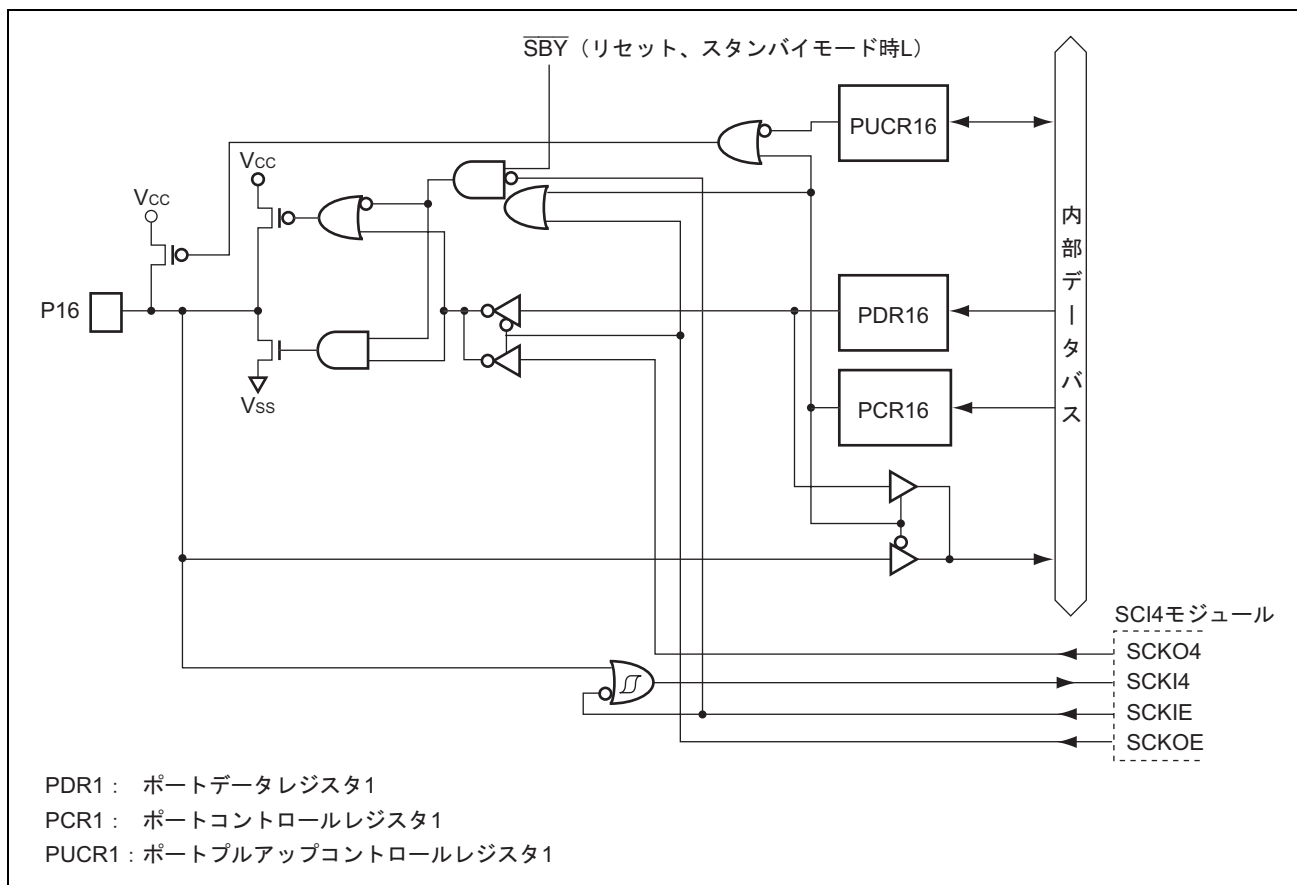 SBY（リセット、スタンバイモード時L）
PUCR16
VCC
VCC
内部データバス
P16
PDR16
VSS
PCR16
SCI4モジュール
SCKO4
SCKI4
SCKIE
SCKOE
PDR1： ポートデータレジスタ1
PCR1： ポートコントロールレジスタ1
PUCR1：ポートプルアップコントロールレジスタ1